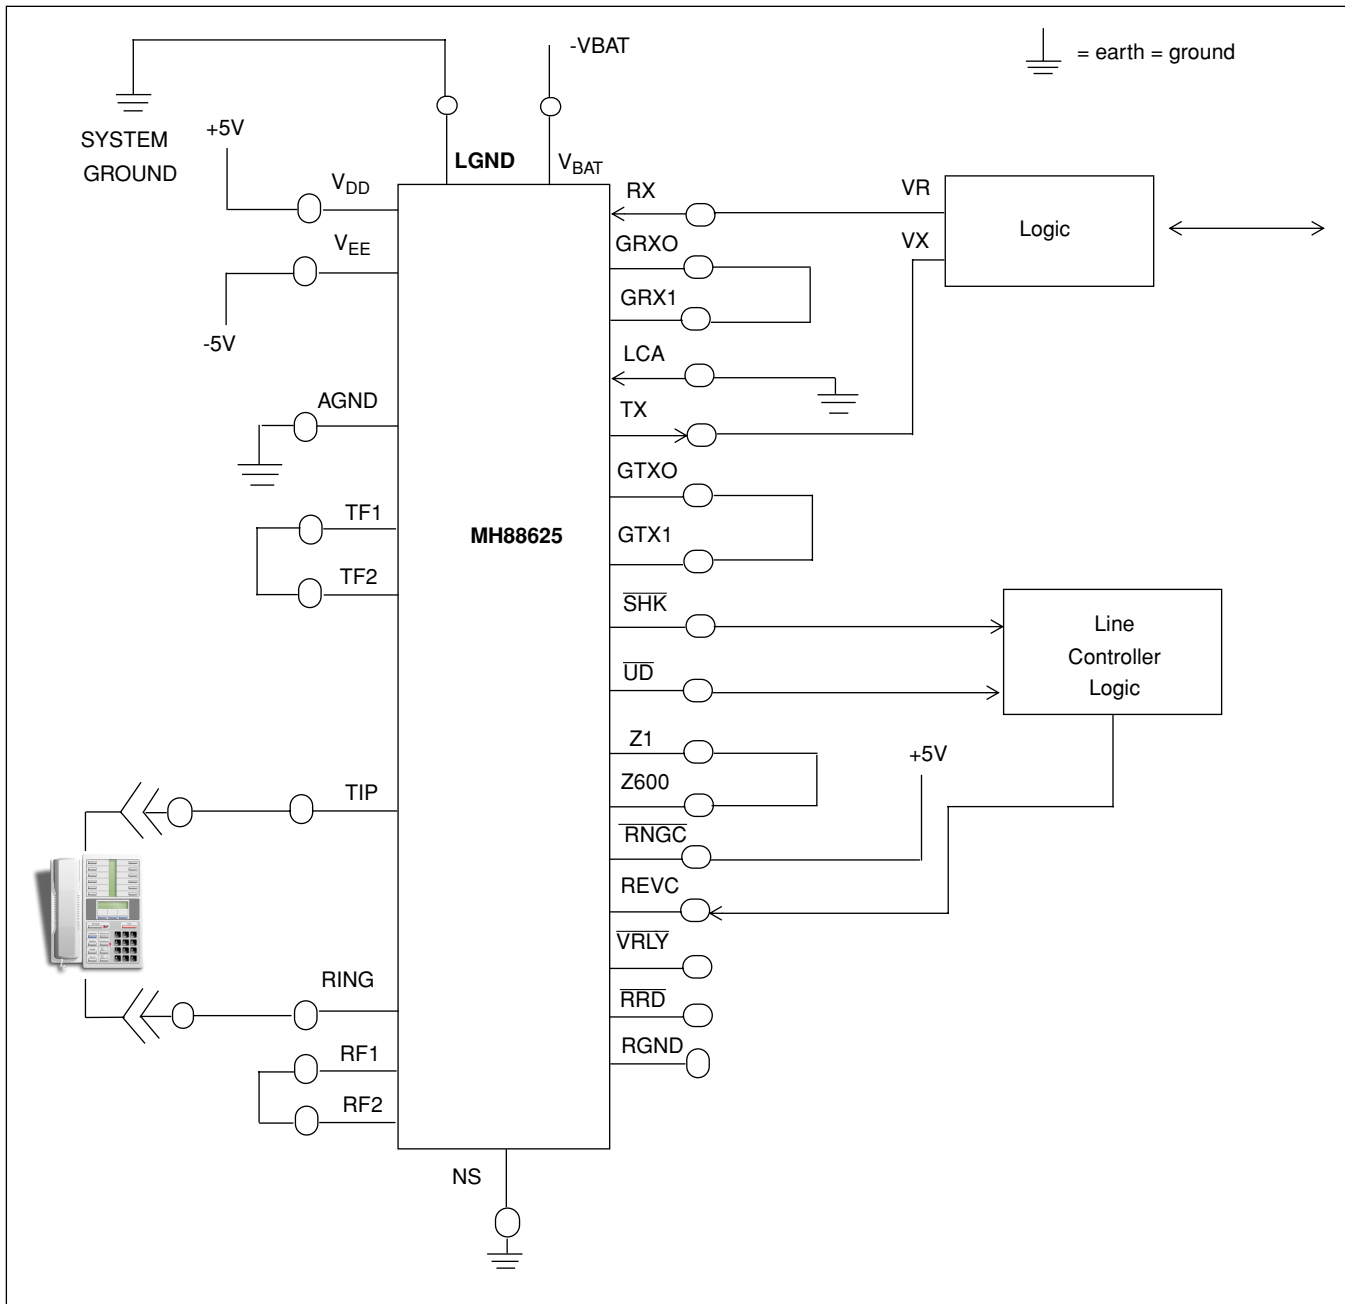 -VBAT
= earth = ground
SYSTEM
GROUND
+5V
LGND
VBAT
VDD
VEE
-5V
AGND
TF1
TF2
TIP
RING
RF1
RF2
NS
MH88625
RX
GRXO
GRX1
LCA
TX
GTXO
GTX1
SHK
UD
Z1
Z600
RNGC
REVC
VRLY
RRD
RGND
VR
VX
Logic
Line
Controller
Logic
+5V